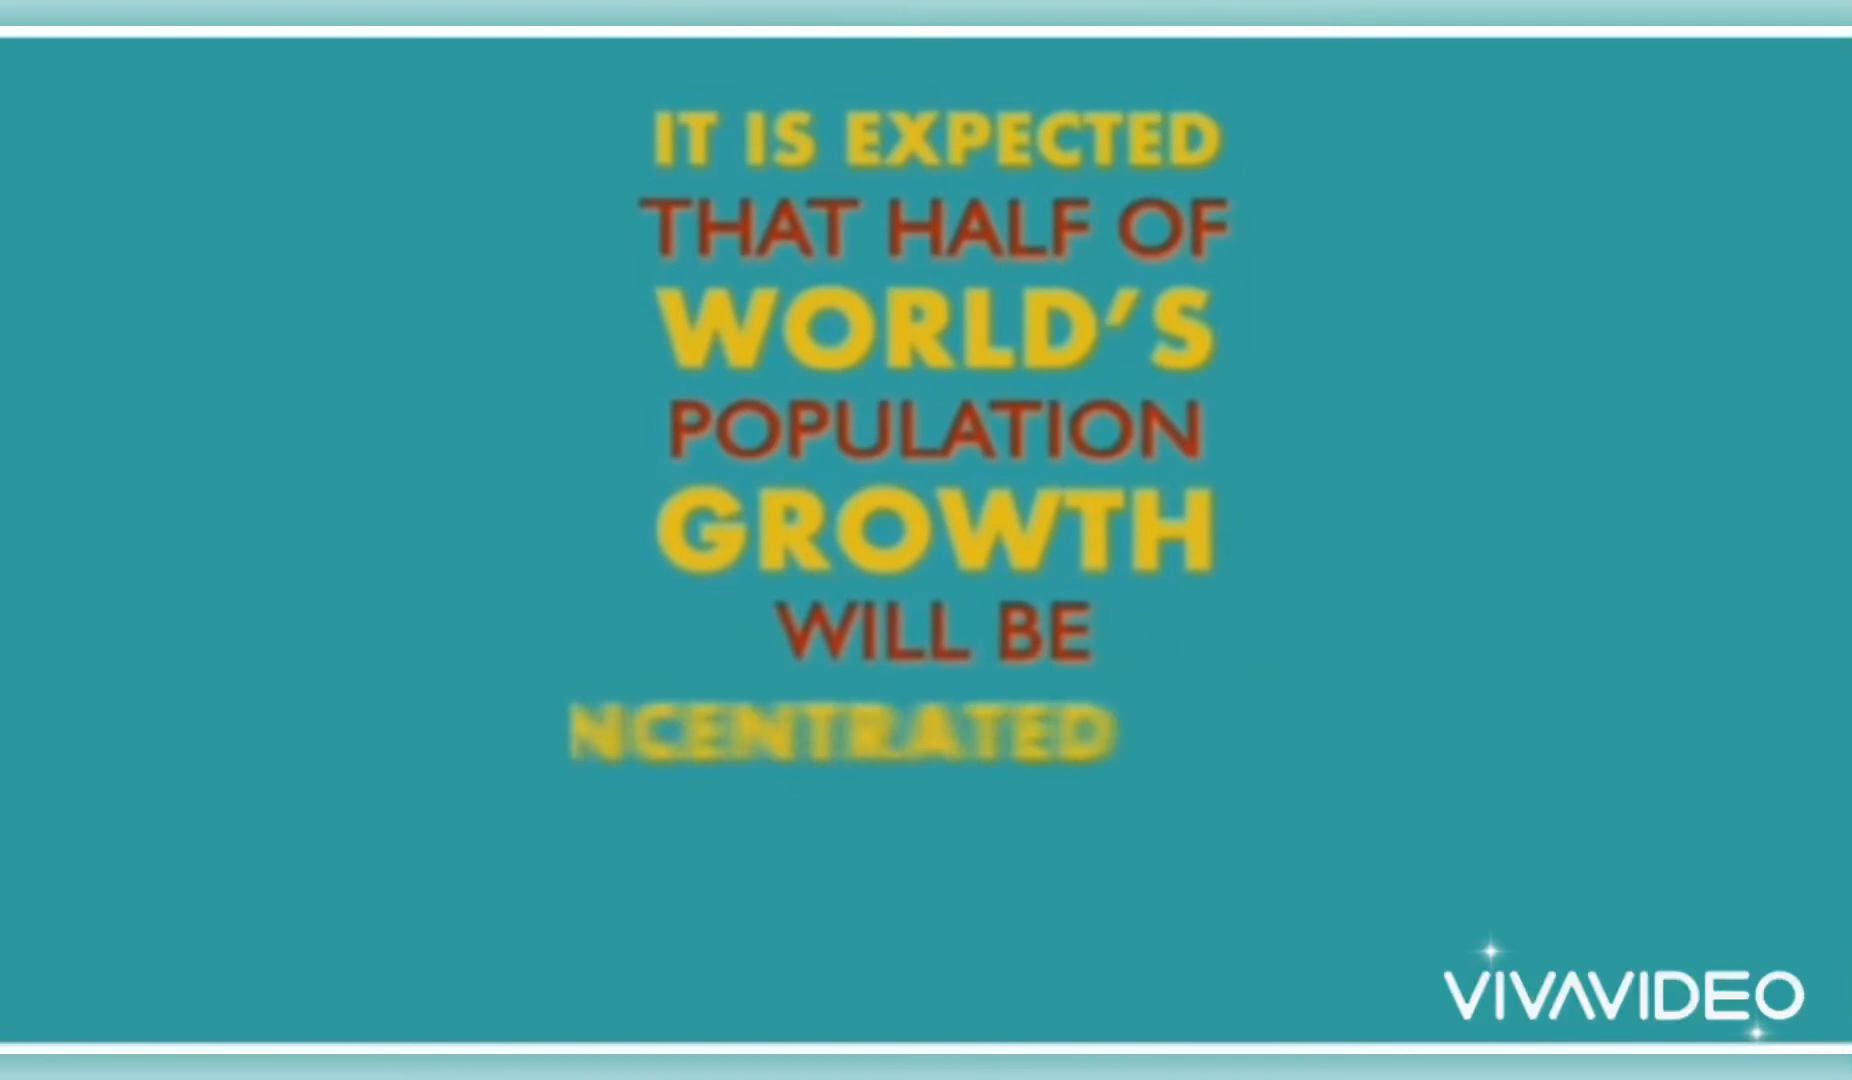 IT IS EXPECTED
THAT HALF OF
WORLD'S
POPULATION
GROWTH
WILL BE
NCENTRATED
VIVAVIDEO